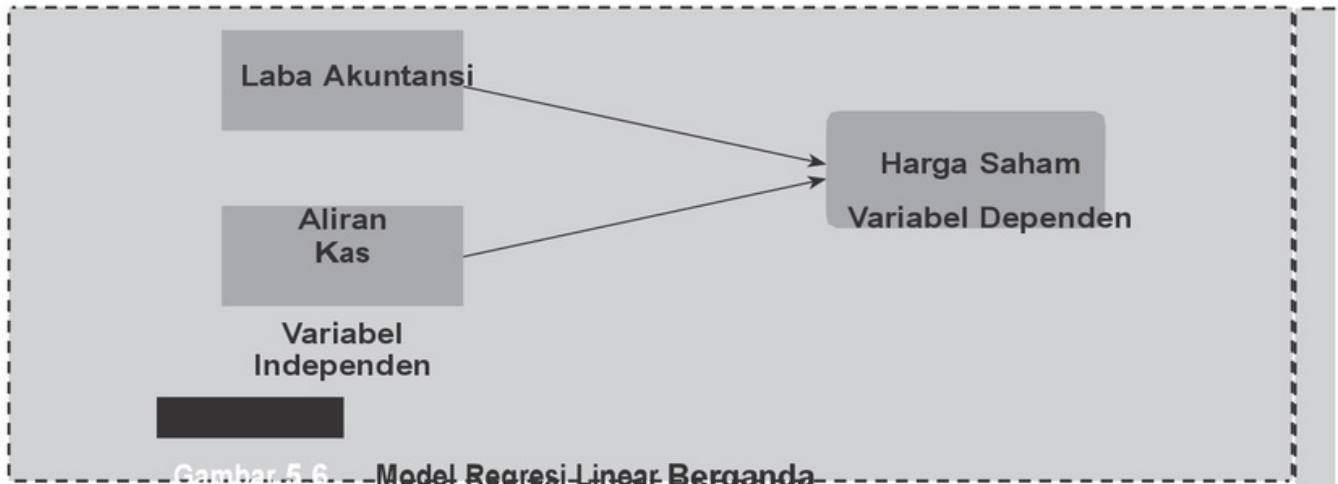 Laba Akuntansi
Harga Saham
Variabel Dependen
Aliran
Kas
Variabel
Independen
Gambar 5.6 Model Regresi Linear Berganda